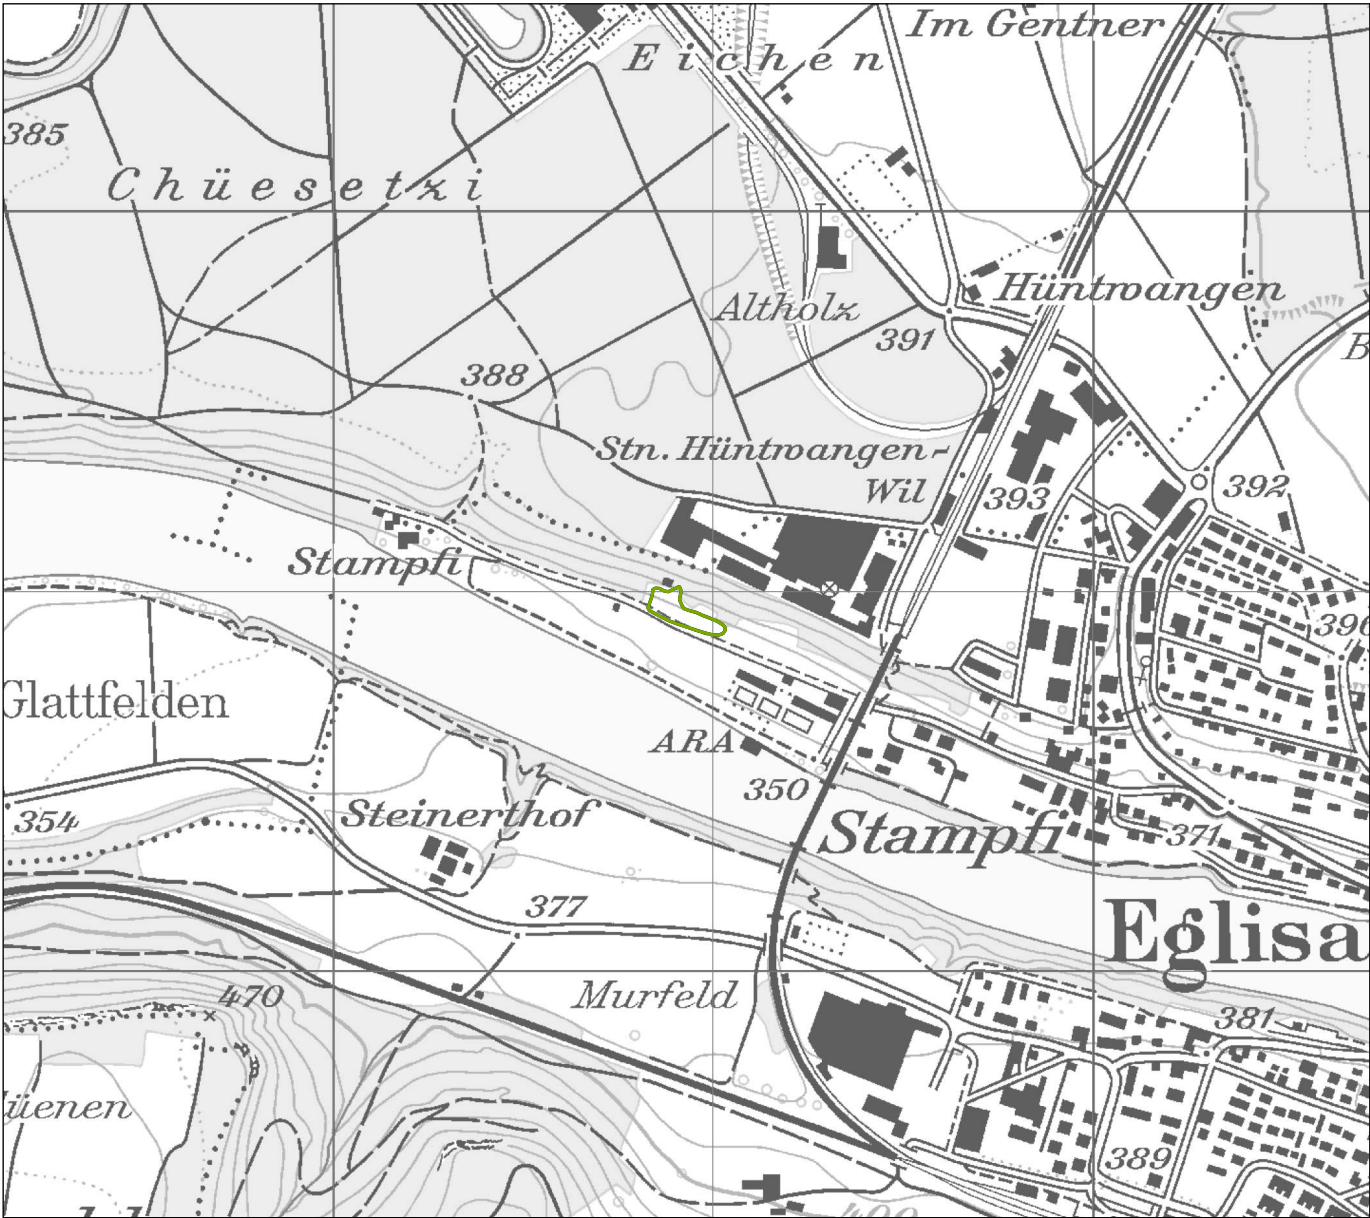 Im Gentner
Eichen
385
Chüesetzi
Hüntwangen
Altholz
391
388
Stn. Hüntwangen-
Wil
393
392
Stampfi
390
Glattfelden
ARA
350
354
Steinerthof
Stampfi
371
377
Eglisa
470
Murfeld
381
389